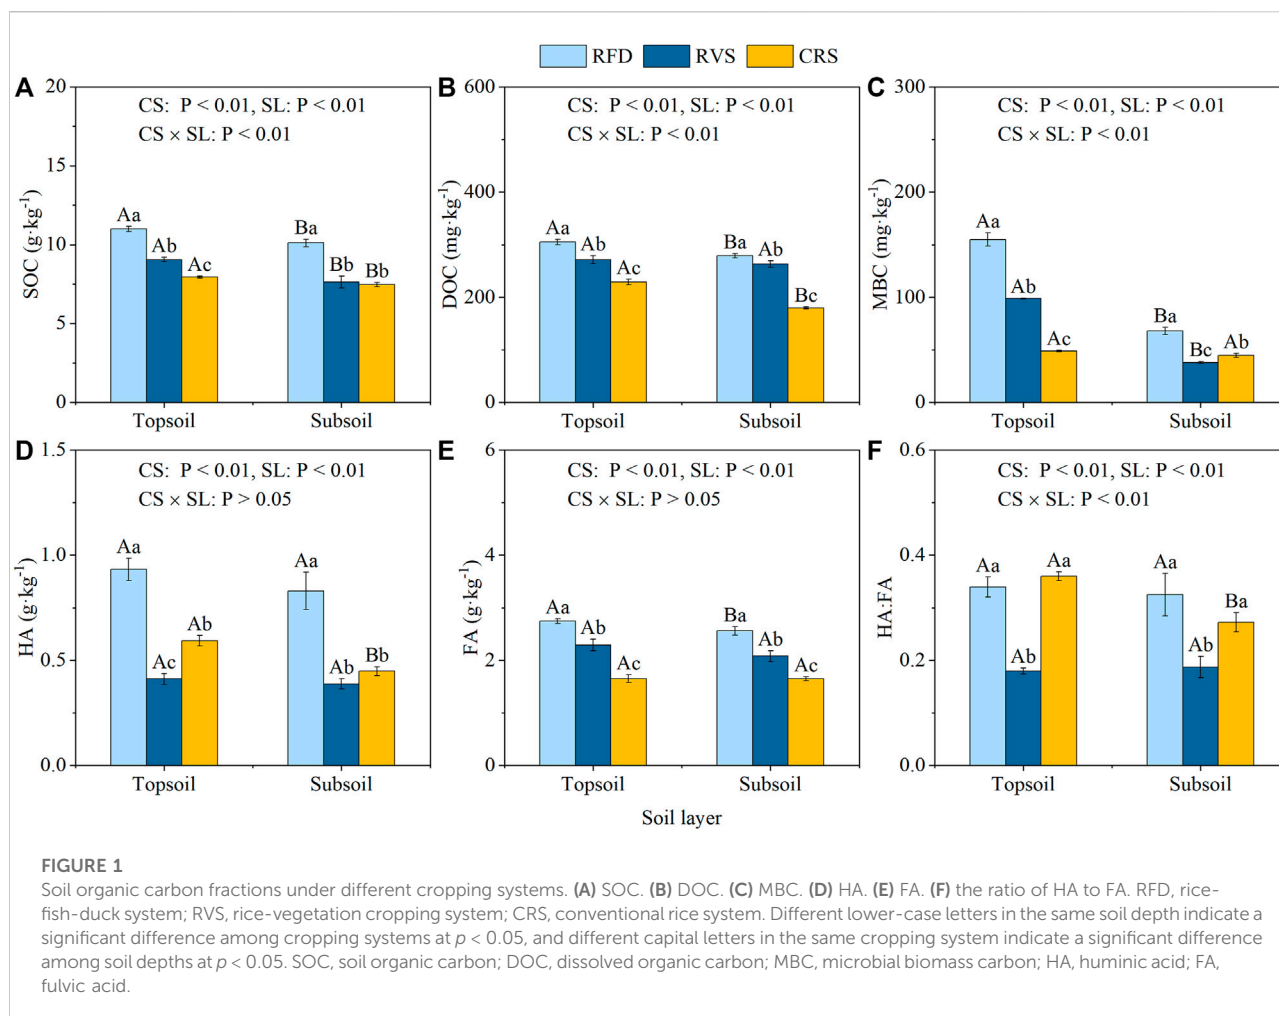 RFD RVS CRS
A
CS: P < 0.01, SL: P < 0.01
CS × SL: P < 0.01
20
15
10
5
0
SOC (g·kg⁻¹)
Aa
Ab
Ac
Ba
Bb
Bb
Topsoil Subsoil
B
CS: P < 0.01, SL: P < 0.01
CS × SL: P < 0.01
600
400
200
0
DOC (mg·kg⁻¹)
Aa
Ab
Ac
Ba
Ab
Bc
Topsoil Subsoil
C
CS: P < 0.01, SL: P < 0.01
CS × SL: P < 0.01
300
200
100
0
MBC (mg·kg⁻¹)
Aa
Ab
Ac
Ba
Bc
Ab
Topsoil Subsoil
D
CS: P < 0.01, SL: P < 0.01
CS × SL: P > 0.05
1.5
1.0
0.5
0.0
HA (g·kg⁻¹)
Aa
Ac
Ab
Aa
Ab
Bb
Topsoil Subsoil
E
CS: P < 0.01, SL: P < 0.01
CS × SL: P > 0.05
6
4
2
0
FA (g·kg⁻¹)
Aa
Ab
Ac
Ba
Ab
Ac
Topsoil Subsoil
F
CS: P < 0.01, SL: P < 0.01
CS × SL: P < 0.01
0.6
0.4
0.2
0.0
HA:FA
Aa
Ab
Aa
Aa
Ab
Ba
Topsoil Subsoil
Soil layer
FIGURE 1
Soil organic carbon fractions under different cropping systems. (A) SOC. (B) DOC. (C) MBC. (D) HA. (E) FA. (F) the ratio of HA to FA. RFD, rice-
fish-duck system; RVS, rice-vegetation cropping system; CRS, conventional rice system. Different lower-case letters in the same soil depth indicate a
significant difference among cropping systems at p < 0.05, and different capital letters in the same cropping system indicate a significant difference
among soil depths at p < 0.05. SOC, soil organic carbon; DOC, dissolved organic carbon; MBC, microbial biomass carbon; HA, huminic acid; FA,
fulvic acid.